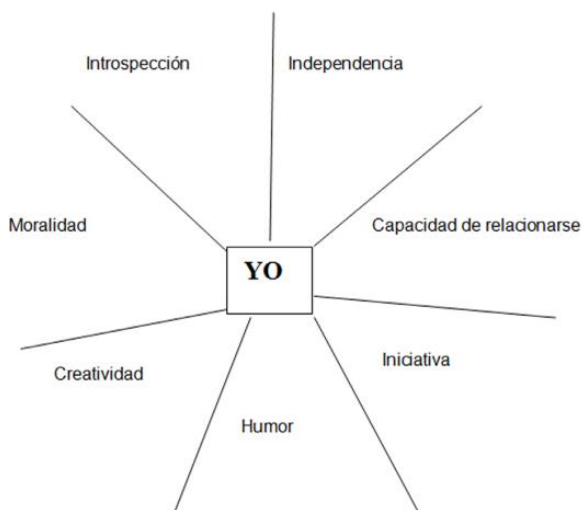 Introspección
Independencia
Moralidad
Capacidad de relacionarse
YO
Iniciativa
Creatividad
Humor